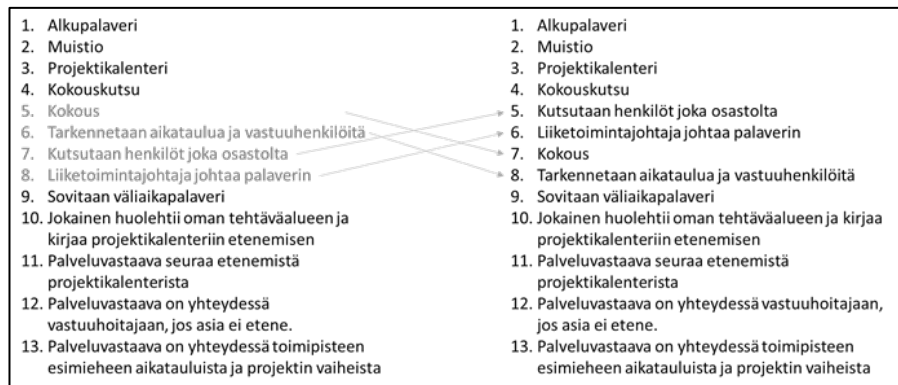 1. Alkupalaveri
2. Muistio
3. Projektikalenteri
4. Kokouskutsu
5. Kokous
6. Tarkennetaan aikataulua ja vastuuhenkilöitä
7. Kutsutaan henkilöt joka osastolta
8. Liiketoimintajohtaja johtaa palaverin
9. Sovitaan väliaikapalaveri
10. Jokainen huolehtii oman tehtäväalueen ja
kirjaa projektikalenteriin etenemisen
11. Palveluvastaava seuraa etenemistä
projektikalenterista
12. Palveluvastaava on yhteydessä
vastuuhoitajaan, jos asia ei etene.
13. Palveluvastaava on yhteydessä toimipisteen
esimieheen aikatauluista ja projektin vaiheista
1. Alkupalaveri
2. Muistio
3. Projektikalenteri
4. Kokouskutsu
5. Kutsutaan henkilöt joka osastolta
6. Liiketoimintajohtaja johtaa palaverin
7. Kokous
8. Tarkennetaan aikataulua ja vastuuhenkilöitä
9. Sovitaan väliaikapalaveri
10. Jokainen huolehtii oman tehtäväalueen ja kirjaa
projektikalenteriin etenemisen
11. Palveluvastaava seuraa etenemistä
projektikalenterista
12. Palveluvastaava on yhteydessä vastuuhoitajaan,
jos asia ei etene.
13. Palveluvastaava on yhteydessä toimipisteen
esimieheen aikatauluista ja projektin vaiheista